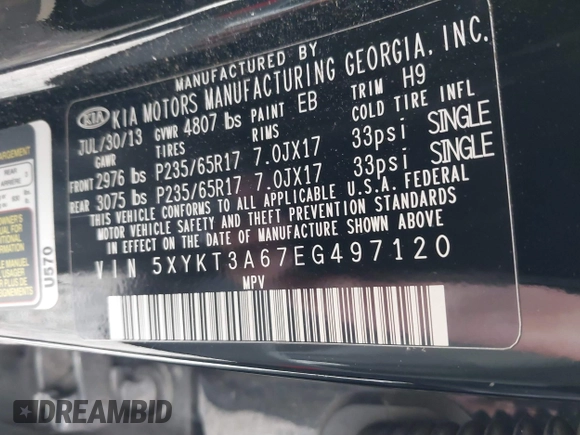 MANUFACTURED BY
KIA KIA MOTORS MANUFACTURING GEORGIA, INC.
JUL/30/13 GVWR 4807 lbs PAINT EB TRIM H9
GAWR TIRES RIMS COLD TIRE INFL
FRONT 2976 lbs P235/65R17 7.0JX17 33psi SINGLE
REAR 3075 lbs P235/65R17 7.0JX17 33psi SINGLE
THIS VEHICLE CONFORMS TO ALL APPLICABLE U.S.A. FEDERAL
MOTOR VEHICLE SAFETY AND THEFT PREVENTION STANDARDS
IN EFFECT ON THE DATE OF MANUFACTURE SHOWN ABOVE
VIN 5XYKT3A67EG497120
MPV
U570
DREAMBID